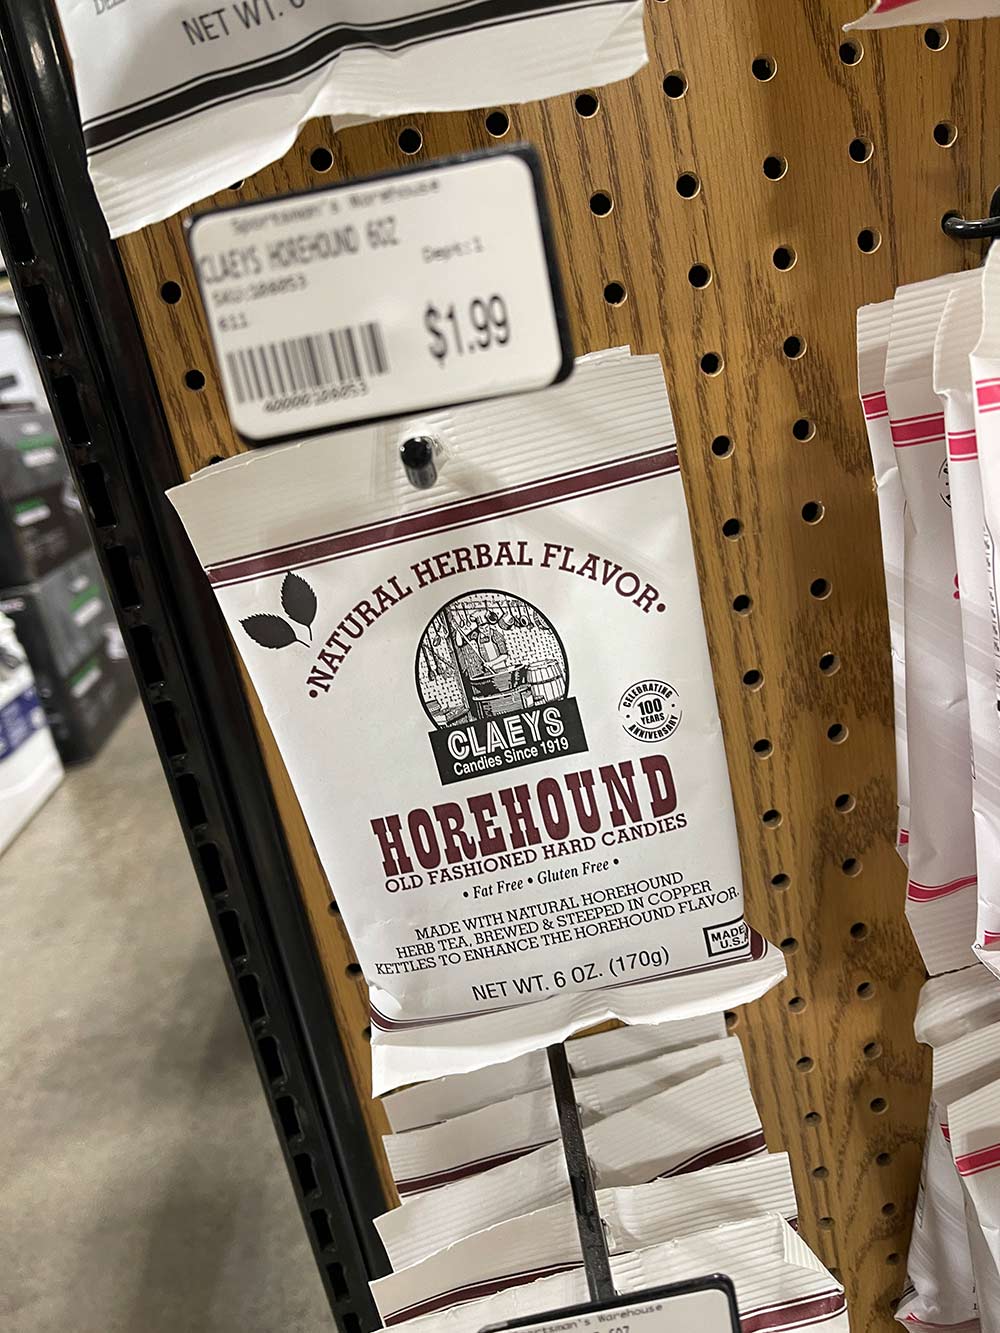 NET WT. 6
Sportsman's Warehouse
CLAEYS HOREHOUND 6OZ
Dept:1
$1.99
•NATURAL HERBAL FLAVOR•
CLAEYS
Candies Since 1919
CELEBRATING
100
YEARS
ANNIVERSARY
HOREHOUND
OLD FASHIONED HARD CANDIES
• Fat Free • Gluten Free •
MADE WITH NATURAL HOREHOUND
HERB TEA, BREWED & STEEPED IN COPPER
KETTLES TO ENHANCE THE HOREHOUND FLAVOR.
MADE
U.S.
NET WT. 6 OZ. (170g)
Sportsman's Warehouse
6OZ